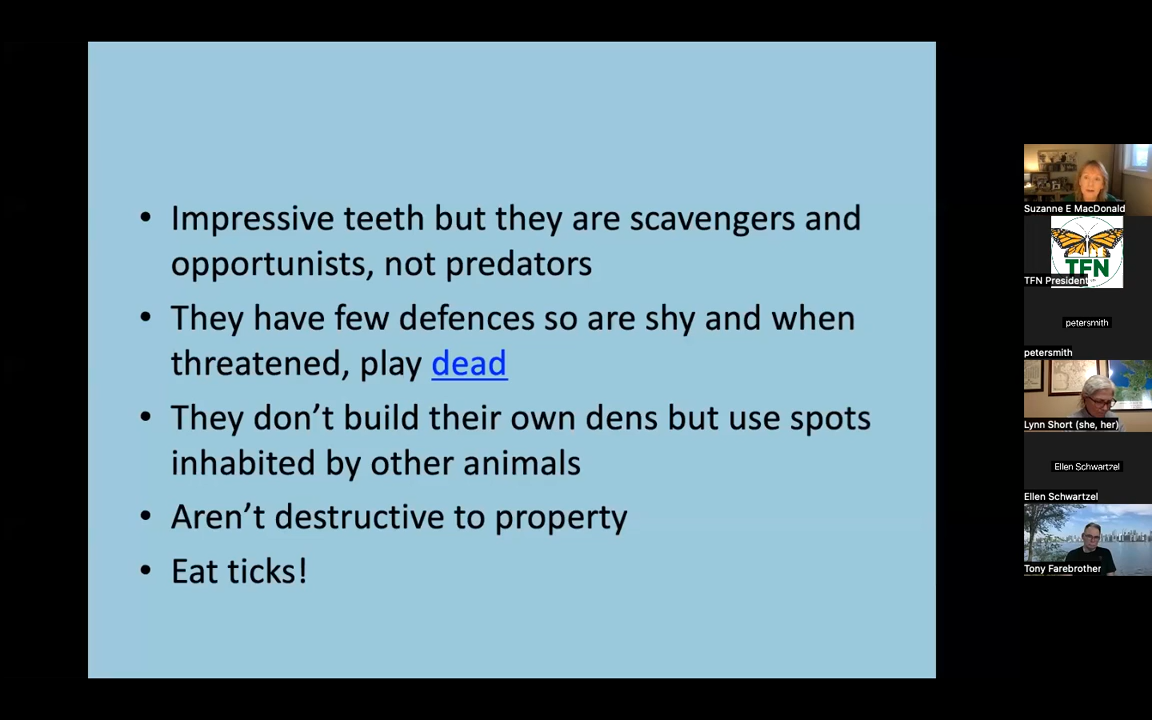 • Impressive teeth but they are scavengers and
opportunists, not predators
• They have few defences so are shy and when
threatened, play dead
• They don’t build their own dens but use spots
inhabited by other animals
• Aren’t destructive to property
• Eat ticks!
Suzanne E MacDonald
TFN
TFN President
petersmith
petersmith
Lynn Short (she, her)
Ellen Schwartzel
Ellen Schwartzel
Tony Farebrother